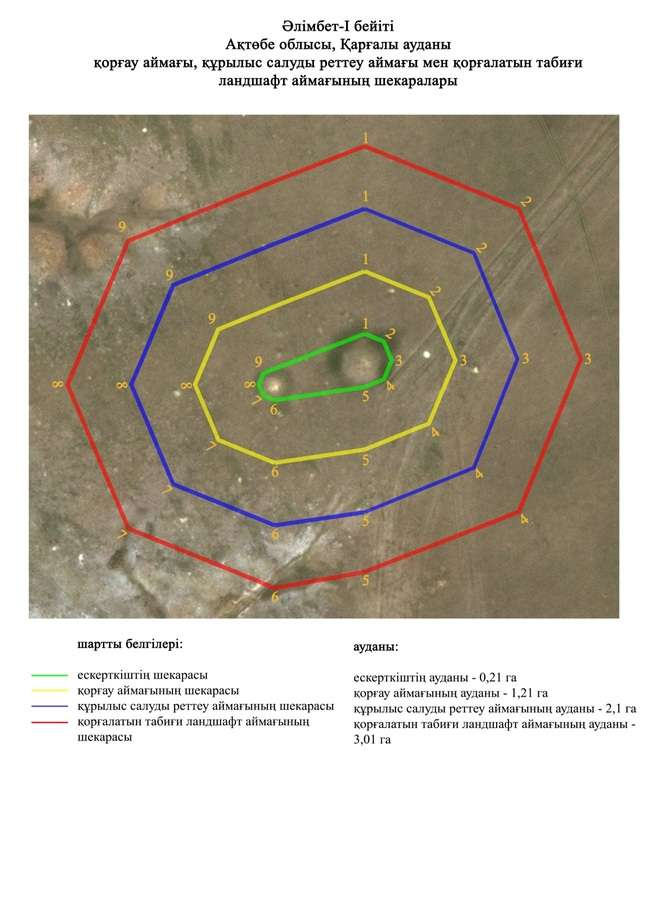 Әлімбет-I бейіті
Ақтөбе облысы, Қарғалы ауданы
қорғау аймағы, құрылыс салуды реттеу аймағы мен қорғалатын табиғи
ландшафт аймағының шекаралары
1
2
3
4
5
6
7
8
9
1
2
3
4
5
6
7
8
9
1
2
3
4
5
6
7
8
9
1
2
3
4
5
6
7
8
9
шартты белгілері:
ескерткіштің шекарасы
қорғау аймағының шекарасы
құрылыс салуды реттеу аймағының шекарасы
қорғалатын табиғи ландшафт аймағының
шекарасы
ауданы:
ескерткіштің ауданы - 0,21 га
қорғау аймағының ауданы - 1,21 га
құрылыс салуды реттеу аймағының ауданы - 2,1 га
қорғалатын табиғи ландшафт аймағының ауданы -
3,01 га